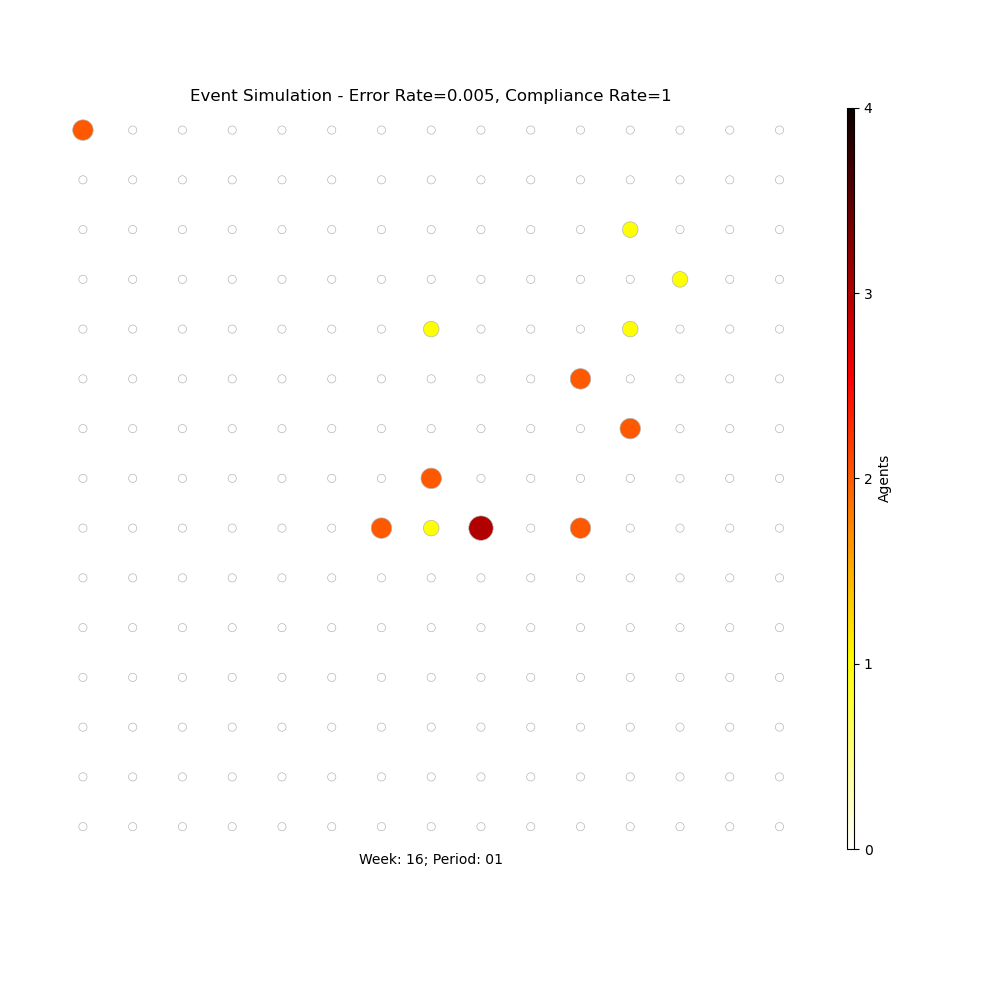 Event Simulation - Error Rate=0.005, Compliance Rate=1
4
3
2
1
0
Agents
Week: 16; Period: 01